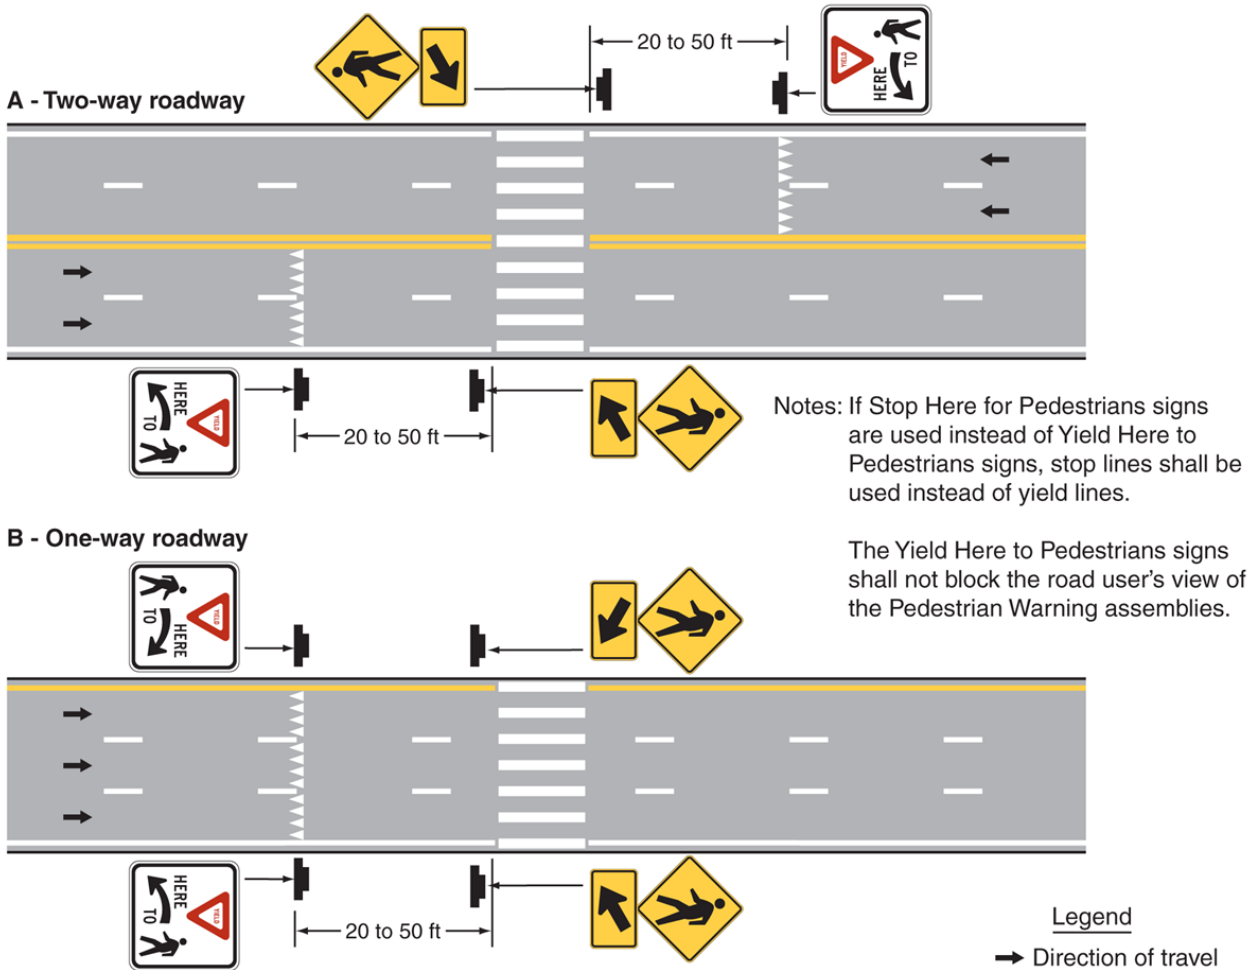 20 to 50 ft
YIELD
HERE
TO
A - Two-way roadway
HERE
TO
YIELD
20 to 50 ft
Notes: If Stop Here for Pedestrians signs
are used instead of Yield Here to
Pedestrians signs, stop lines shall be
used instead of yield lines.
The Yield Here to Pedestrians signs
shall not block the road user's view of
the Pedestrian Warning assemblies.
B - One-way roadway
TO
HERE
YIELD
HERE
TO
YIELD
20 to 50 ft
Legend
Direction of travel